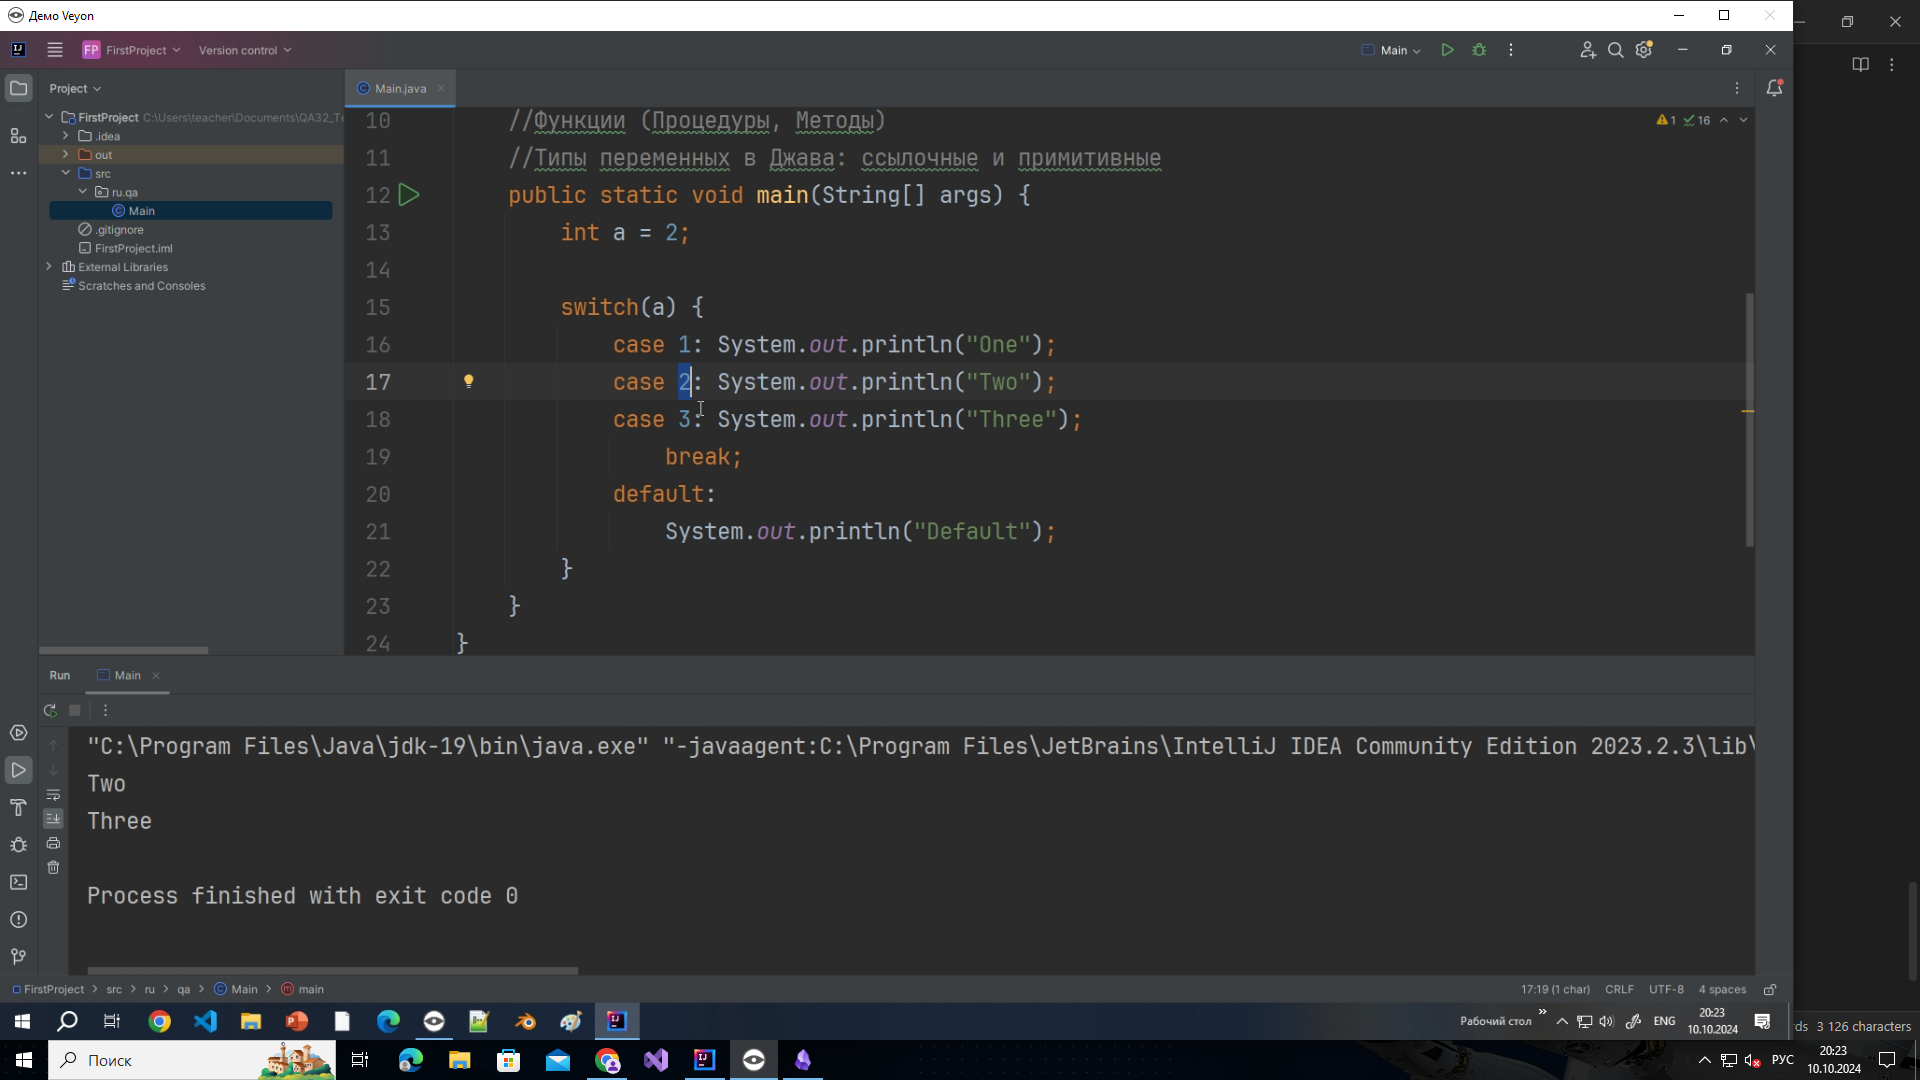 Демо Veyon
FP FirstProject
Version control
Main
Project
Main.java
FirstProject C:\Users\teacher\Documents\QA32_Te
.idea
out
src
ru.qa
Main
.gitignore
FirstProject.iml
External Libraries
Scratches and Consoles
1 16
10 //Функции (Процедуры, Методы)
11 //Типы переменных в Джава: ссылочные и примитивные
12 public static void main(String[] args) {
13 int a = 2;
14
15 switch(a) {
16 case 1: System.out.println("One");
17 case 2: System.out.println("Two");
18 case 3: System.out.println("Three");
19 break;
20 default:
21 System.out.println("Default");
22 }
23 }
24 }
Run Main
"C:\Program Files\Java\jdk-19\bin\java.exe" "-javaagent:C:\Program Files\JetBrains\IntelliJ IDEA Community Edition 2023.2.3\lib\
Two
Three
Process finished with exit code 0
FirstProject > src > ru > qa > Main > main
17:19 (1 char) CRLF UTF-8 4 spaces
Рабочий стол
ENG
20:23
10.10.2024
3 126 characters
Поиск
РУС
20:23
10.10.2024